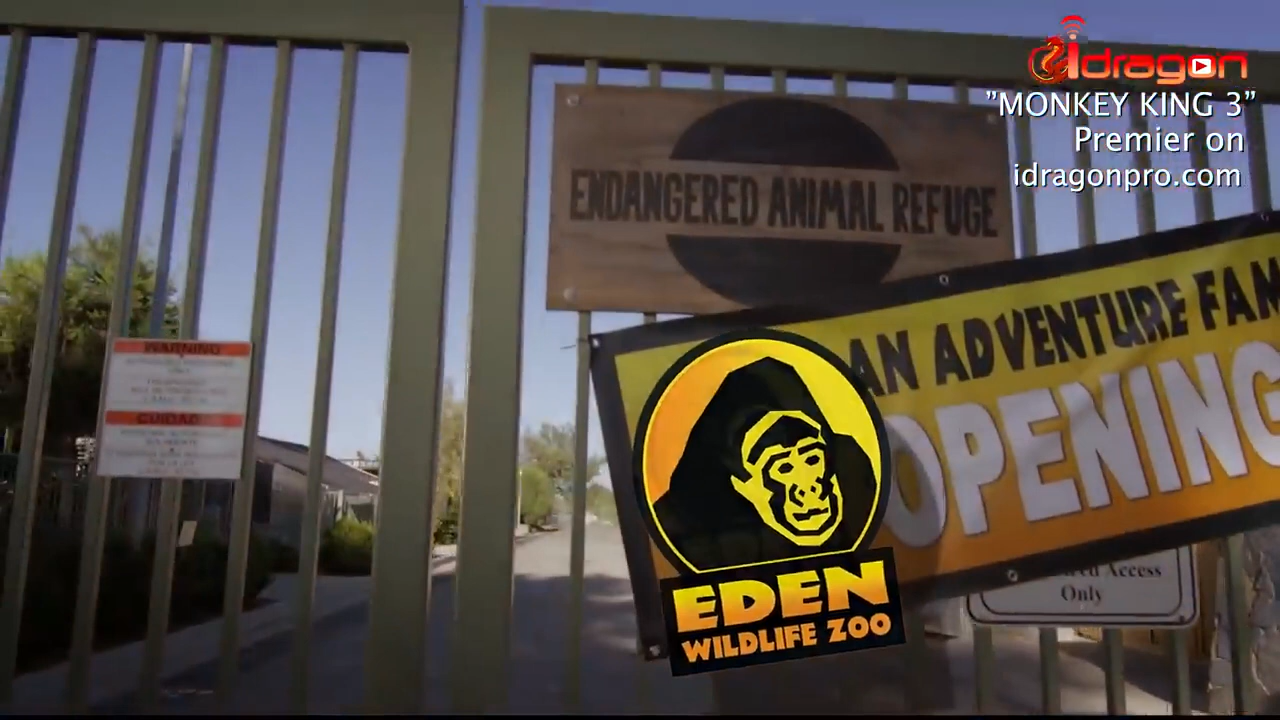 idragon
"MONKEY KING 3"
Premier on
idragonpro.com
ENDANGERED ANIMAL REFUGE
AN ADVENTURE FAN
OPENING
WARNING
CUIDADO
EDEN
WILDLIFE ZOO
Access
Only